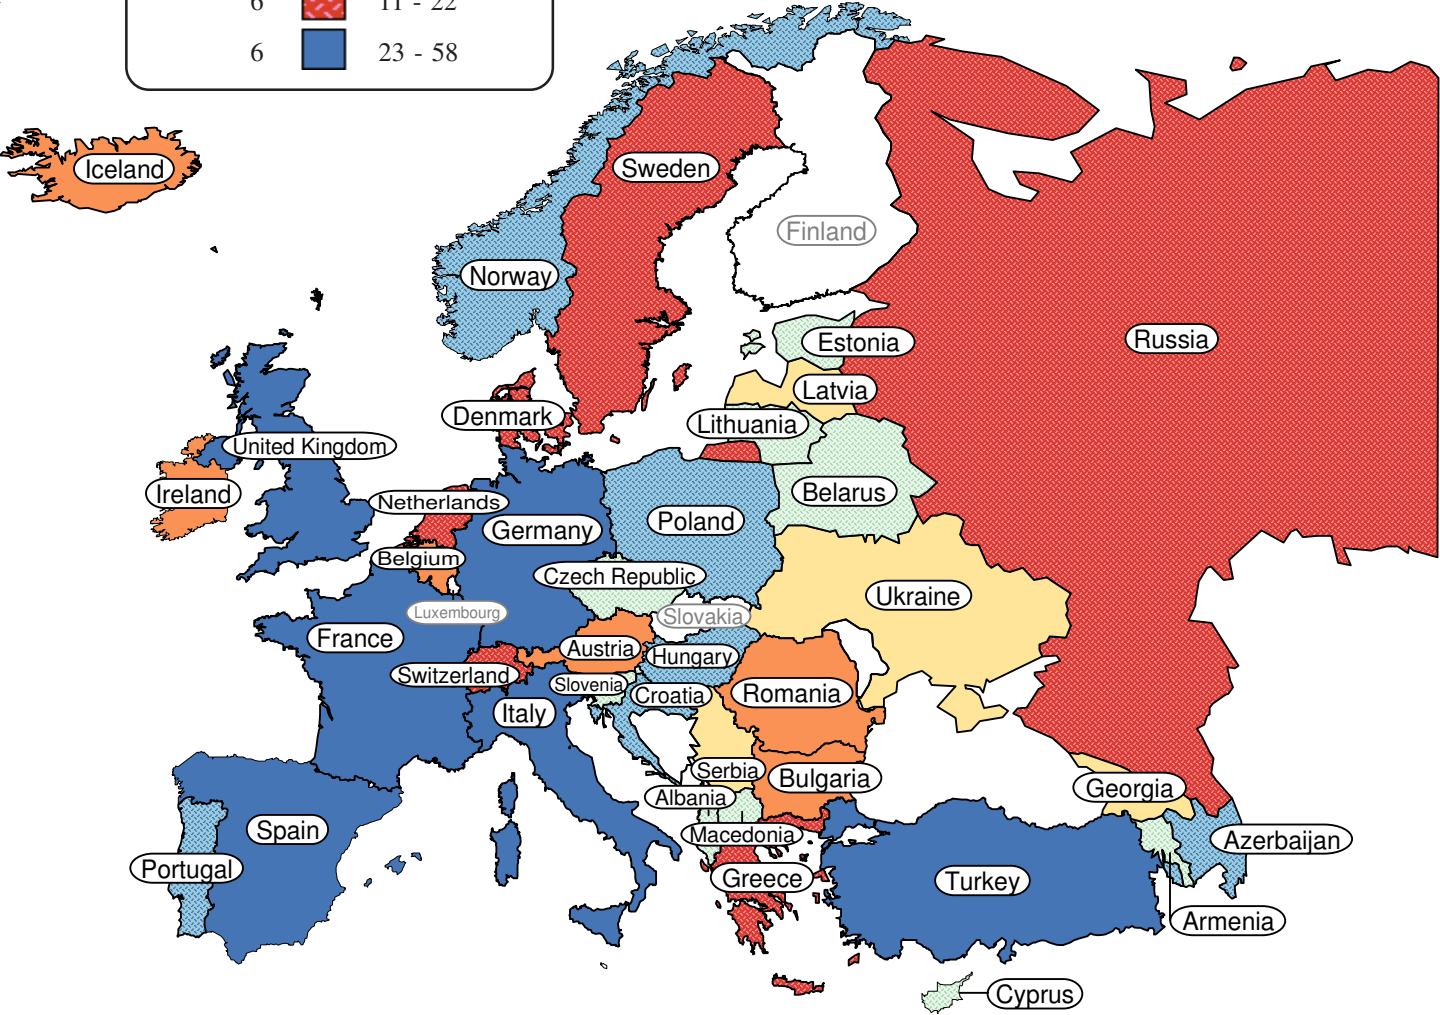 6 11 - 22
6 23 - 58
Iceland
Sweden
Finland
Norway
Russia
Estonia
Latvia
Denmark
Lithuania
United Kingdom
Ireland
Netherlands
Belarus
Poland
Germany
Belgium
Czech Republic
Ukraine
Luxembourg
Slovakia
France
Austria
Hungary
Switzerland
Slovenia
Croatia
Romania
Italy
Serbia
Bulgaria
Georgia
Albania
Spain
Macedonia
Azerbaijan
Portugal
Greece
Turkey
Armenia
Cyprus